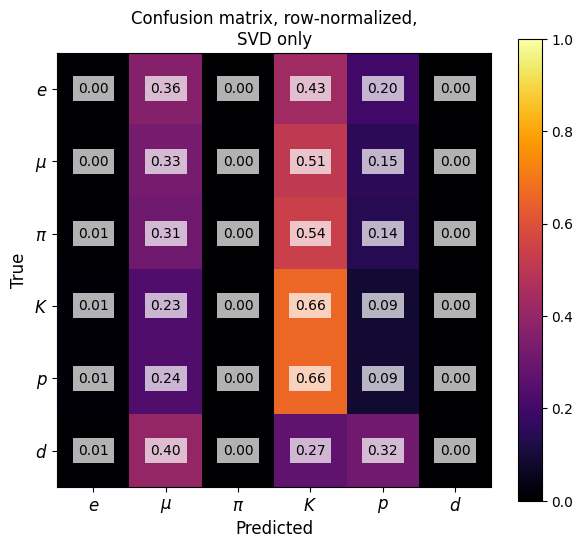 Confusion matrix, row-normalized,
SVD only
1.0
0.8
0.6
0.4
0.2
0.0
True
e 0.00 0.36 0.00 0.43 0.20 0.00
μ 0.00 0.33 0.00 0.51 0.15 0.00
π 0.01 0.31 0.00 0.54 0.14 0.00
K 0.01 0.23 0.00 0.66 0.09 0.00
p 0.01 0.24 0.00 0.66 0.09 0.00
d 0.01 0.40 0.00 0.27 0.32 0.00
e μ π K p d
Predicted